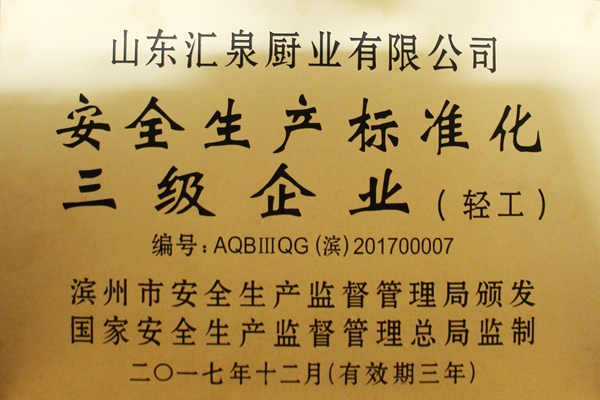 山东汇泉厨业有限公司
安全生产标准化
三级企业（轻工）
编号：AQBⅢQG（滨）201700007
滨州市安全生产监督管理局颁发
国家安全生产监督管理总局监制
二〇一七年十二月（有效期三年）